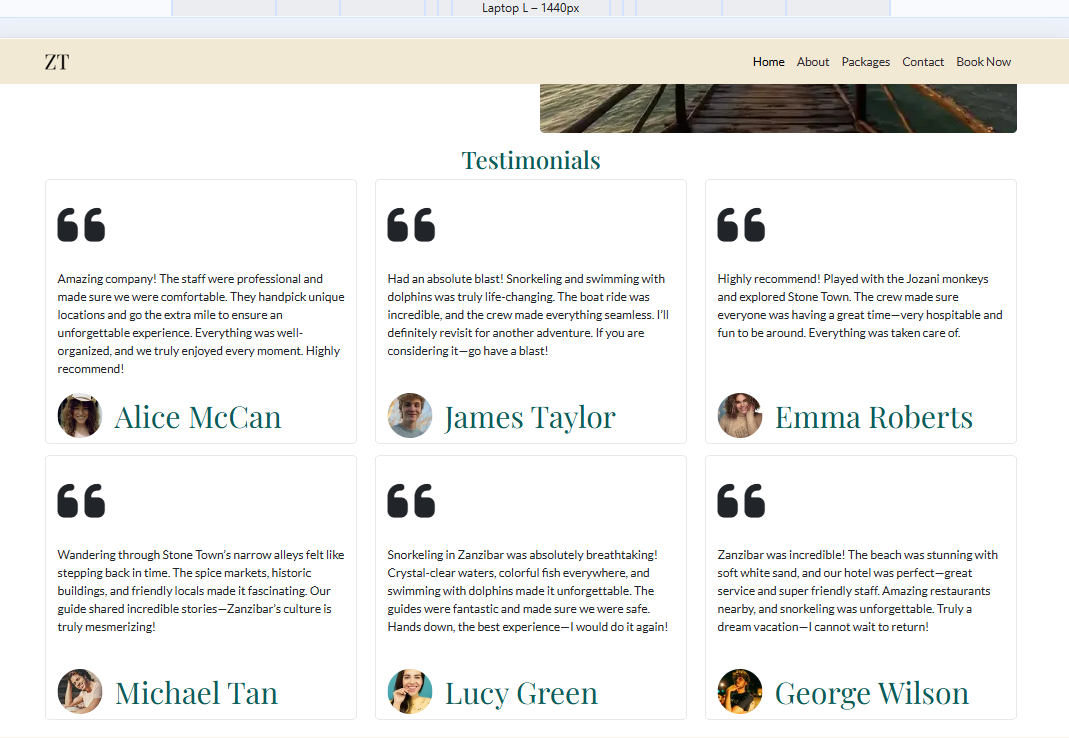 Laptop L – 1440px
ZT
Home About Packages Contact Book Now
Testimonials
Amazing company! The staff were professional and
made sure we were comfortable. They handpick unique
locations and go the extra mile to ensure an
unforgettable experience. Everything was well-
organized, and we truly enjoyed every moment. Highly
recommend!
Alice McCan
Had an absolute blast! Snorkeling and swimming with
dolphins was truly life-changing. The boat ride was
incredible, and the crew made everything seamless. I’ll
definitely revisit for another adventure. If you are
considering it—go have a blast!
James Taylor
Highly recommend! Played with the Jozani monkeys
and explored Stone Town. The crew made sure
everyone was having a great time—very hospitable and
fun to be around. Everything was taken care of.
Emma Roberts
Wandering through Stone Town’s narrow alleys felt like
stepping back in time. The spice markets, historic
buildings, and friendly locals made it fascinating. Our
guide shared incredible stories—Zanzibar’s culture is
truly mesmerizing!
Michael Tan
Snorkeling in Zanzibar was absolutely breathtaking!
Crystal-clear waters, colorful fish everywhere, and
swimming with dolphins made it unforgettable. The
guides were fantastic and made sure we were safe.
Hands down, the best experience—I would do it again!
Lucy Green
Zanzibar was incredible! The beach was stunning with
soft white sand, and our hotel was perfect—great
service and super friendly staff. Amazing restaurants
nearby, and snorkeling was unforgettable. Truly a
dream vacation—I cannot wait to return!
George Wilson